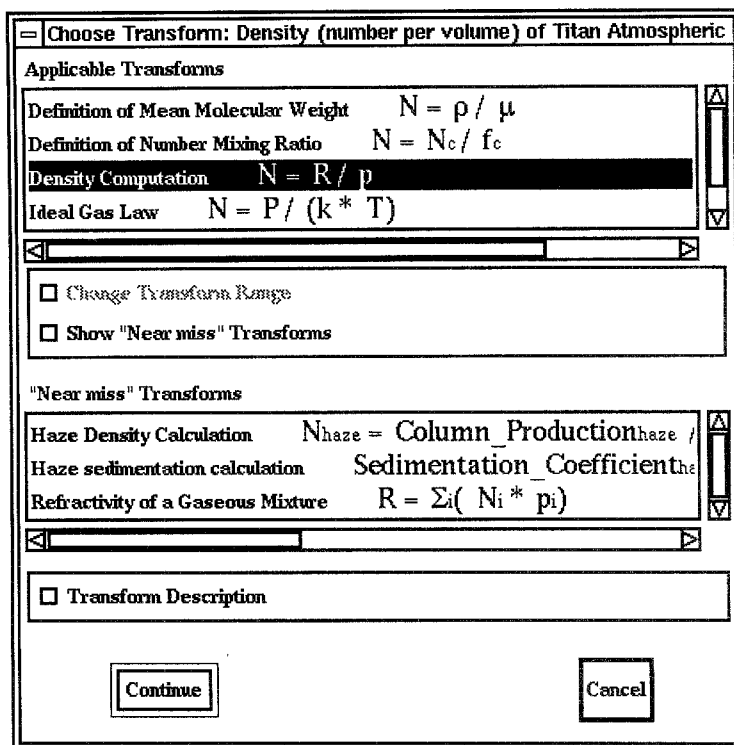 Choose Transform: Density (number per volume) of Titan Atmospheric
Applicable Transforms
Definition of Mean Molecular Weight N = ρ / μ
Definition of Number Mixing Ratio N = Nc / fc
Density Computation N = R / p
Ideal Gas Law N = P / (k * T)
Change Transform Range
Show "Near miss" Transforms
"Near miss" Transforms
Haze Density Calculation Nhaze = Column_Productionhaze /
Haze sedimentation calculation Sedimentation_Coefficientha
Refractivity of a Gaseous Mixture R = Σi( Ni * pi)
Transform Description
Continue Cancel